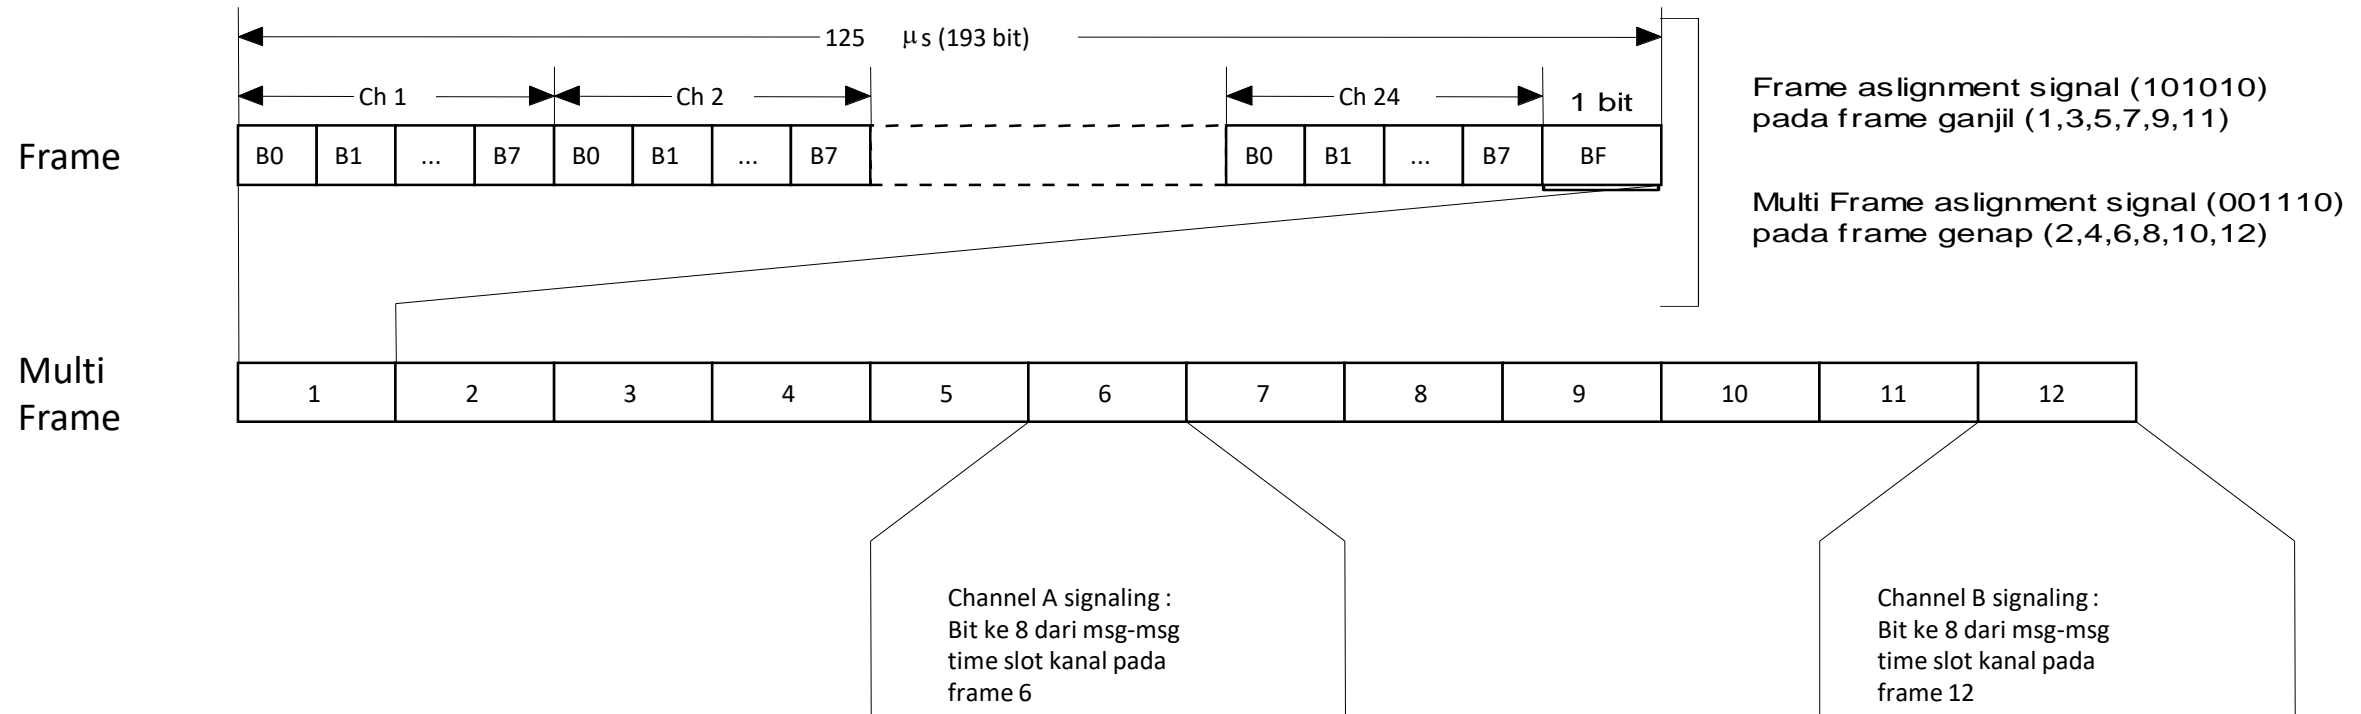 125 μs (193 bit)
Ch 1 Ch 2 Ch 24 1 bit
Frame aslignment signal (101010)
pada frame ganjil (1,3,5,7,9,11)
Frame B0 B1 ... B7 B0 B1 ... B7 B0 B1 ... B7 BF
Multi Frame aslignment signal (001110)
pada frame genap (2,4,6,8,10,12)
Multi
Frame
1 2 3 4 5 6 7 8 9 10 11 12
Channel A signaling :
Bit ke 8 dari msg-msg
time slot kanal pada
frame 6
Channel B signaling :
Bit ke 8 dari msg-msg
time slot kanal pada
frame 12